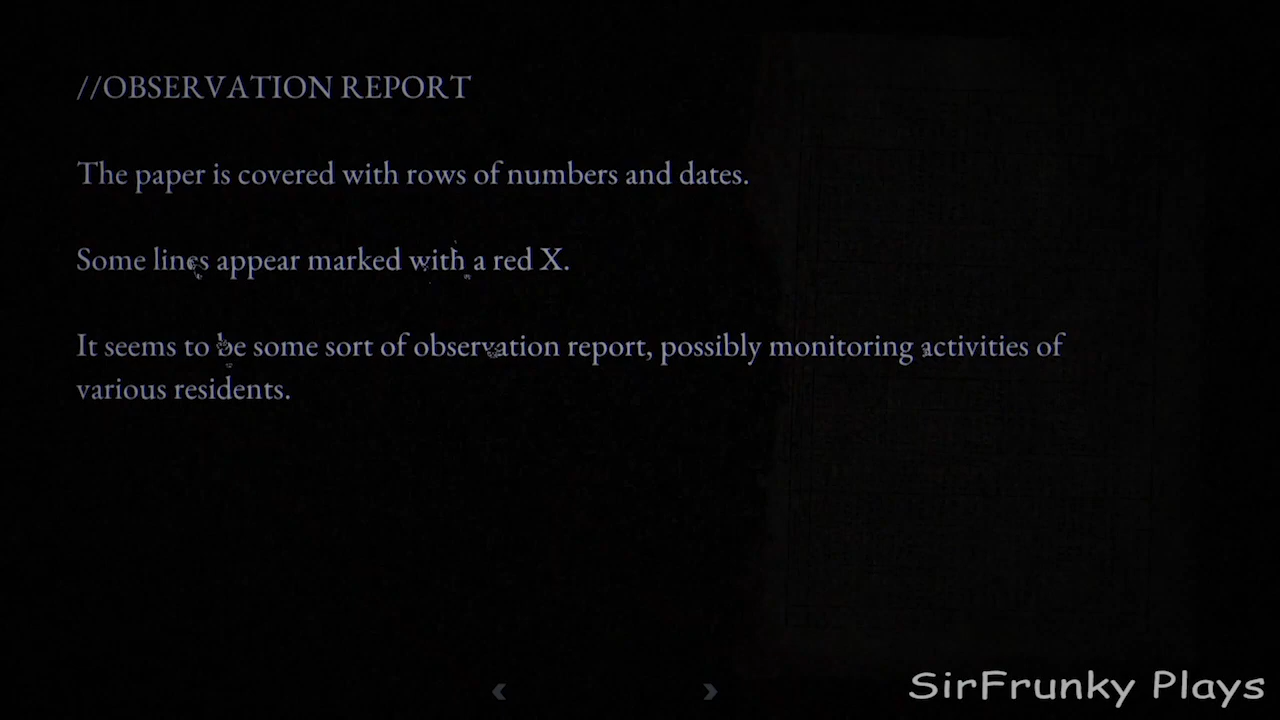 //OBSERVATION REPORT
The paper is covered with rows of numbers and dates.
Some lines appear marked with a red X.
It seems to be some sort of observation report, possibly monitoring activities of
various residents.
SirFrunky Plays